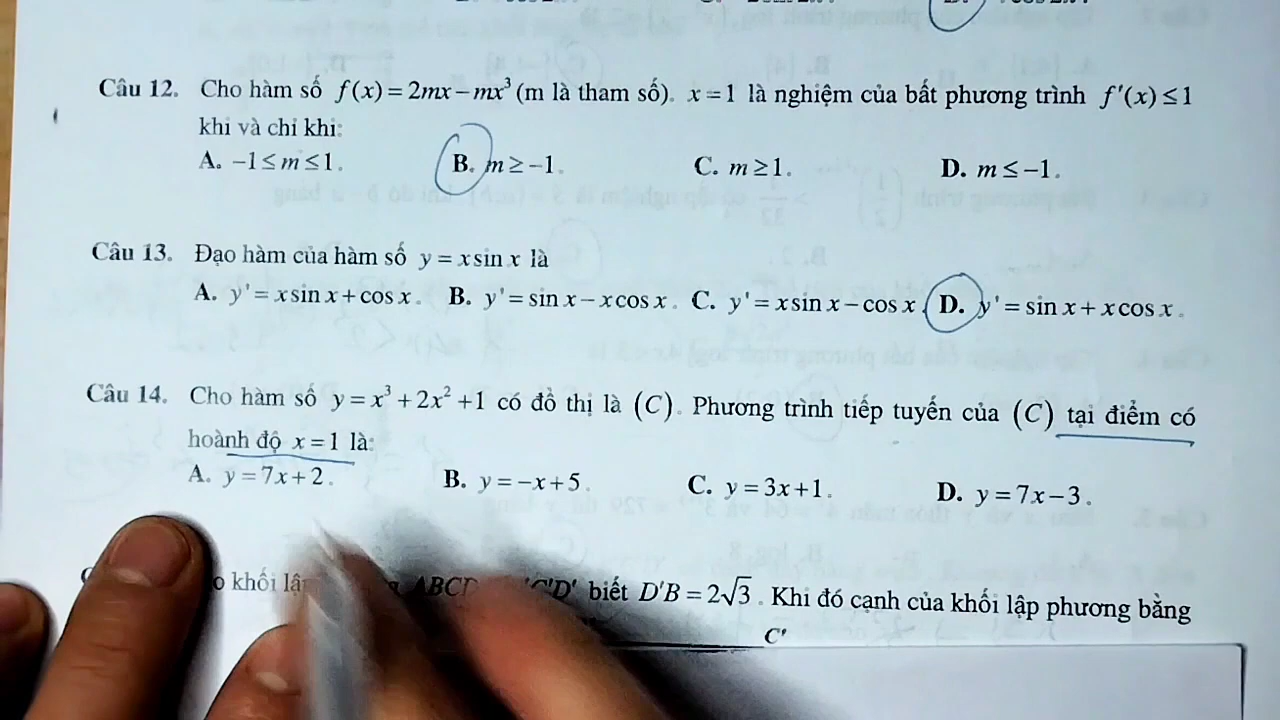 Câu 12. Cho hàm số f(x) = 2mx – mx³ (m là tham số). x = 1 là nghiệm của bất phương trình f'(x) ≤ 1
khi và chỉ khi:
A. –1 ≤ m ≤ 1. B. m ≥ –1. C. m ≥ 1. D. m ≤ –1.
Câu 13. Đạo hàm của hàm số y = x sin x là
A. y' = x sin x + cos x. B. y' = sin x – x cos x. C. y' = x sin x – cos x. D. y' = sin x + x cos x.
Câu 14. Cho hàm số y = x³ + 2x² + 1 có đồ thị là (C). Phương trình tiếp tuyến của (C) tại điểm có
hoành độ x = 1 là:
A. y = 7x + 2. B. y = –x + 5. C. y = 3x + 1. D. y = 7x – 3.
khối biết D'B = 2√3. Khi đó cạnh của khối lập phương bằng
C'